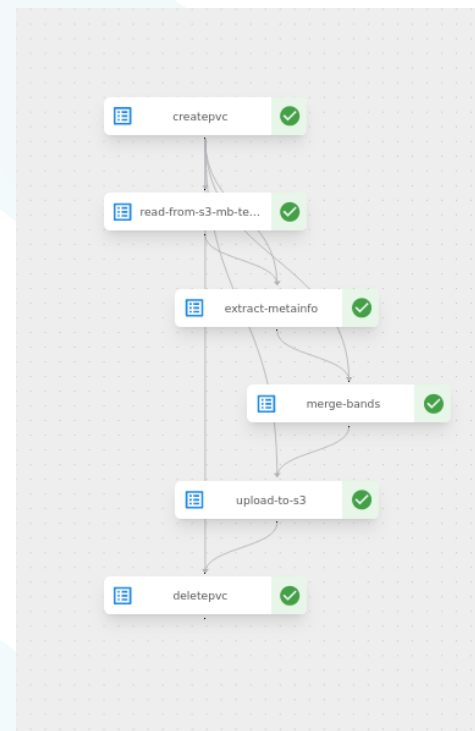 createpvc
read-from-s3-mb-te...
extract-metainfo
merge-bands
upload-to-s3
deletepvc